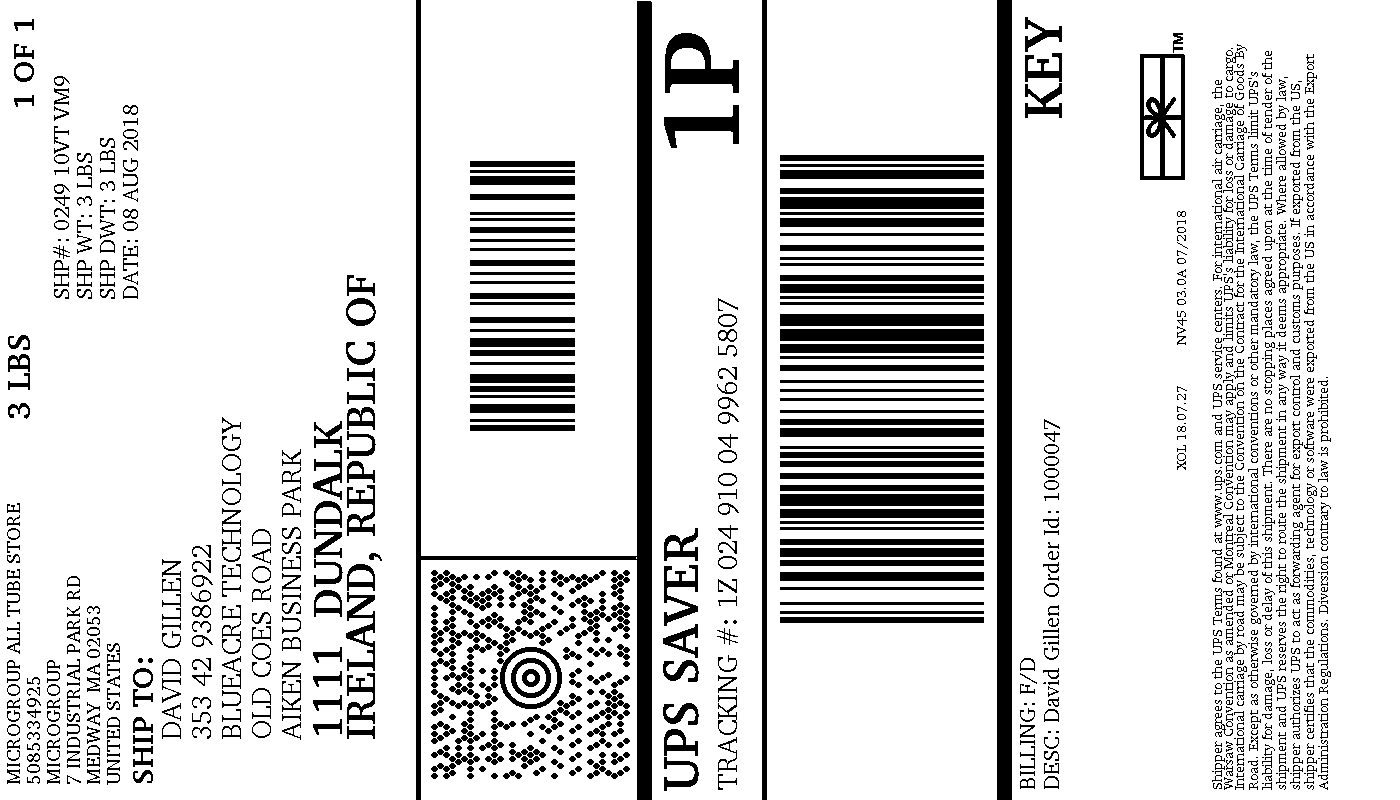 MICROGROUP ALL TUBE STORE
5085334925
MICROGROUP
7 INDUSTRIAL PARK RD
MEDWAY MA 02053
UNITED STATES
3 LBS
1 OF 1
SHP#: 0249 10VT VM9
SHP WT: 3 LBS
SHP DWT: 3 LBS
DATE: 08 AUG 2018
SHIP TO:
DAVID GILLEN
353 42 9386922
BLUEACRE TECHNOLOGY
OLD COES ROAD
AIKEN BUSINESS PARK
1111 DUNDALK
IRELAND, REPUBLIC OF
UPS SAVER
TRACKING #: 1Z 024 910 04 9962 5807
1P
BILLING: F/D
DESC: David Gillen Order Id: 1000047
KEY
TM
XOL 18.07.27 NV45 03.0A 07/2018
Shipper agrees to the UPS Terms found at www.ups.com and UPS service centers. For international air carriage, the
Warsaw Convention as amended or Montreal Convention may apply and limits UPS's liability for loss or damage to cargo.
International carriage by road may be subject to the Convention on the Contract for the International Carriage of Goods By
Road. Except as otherwise governed by international conventions or other mandatory law, the UPS Terms limit UPS's
liability for damage, loss or delay of this shipment. There are no stopping places agreed upon at the time of tender of the
shipment and UPS reserves the right to route the shipment in any way it deems appropriate. Where allowed by law,
shipper authorizes UPS to act as forwarding agent for export control and customs purposes. If exported from the US,
shipper certifies that the commodities, technology or software were exported from the US in accordance with the Export
Administration Regulations. Diversion contrary to law is prohibited.